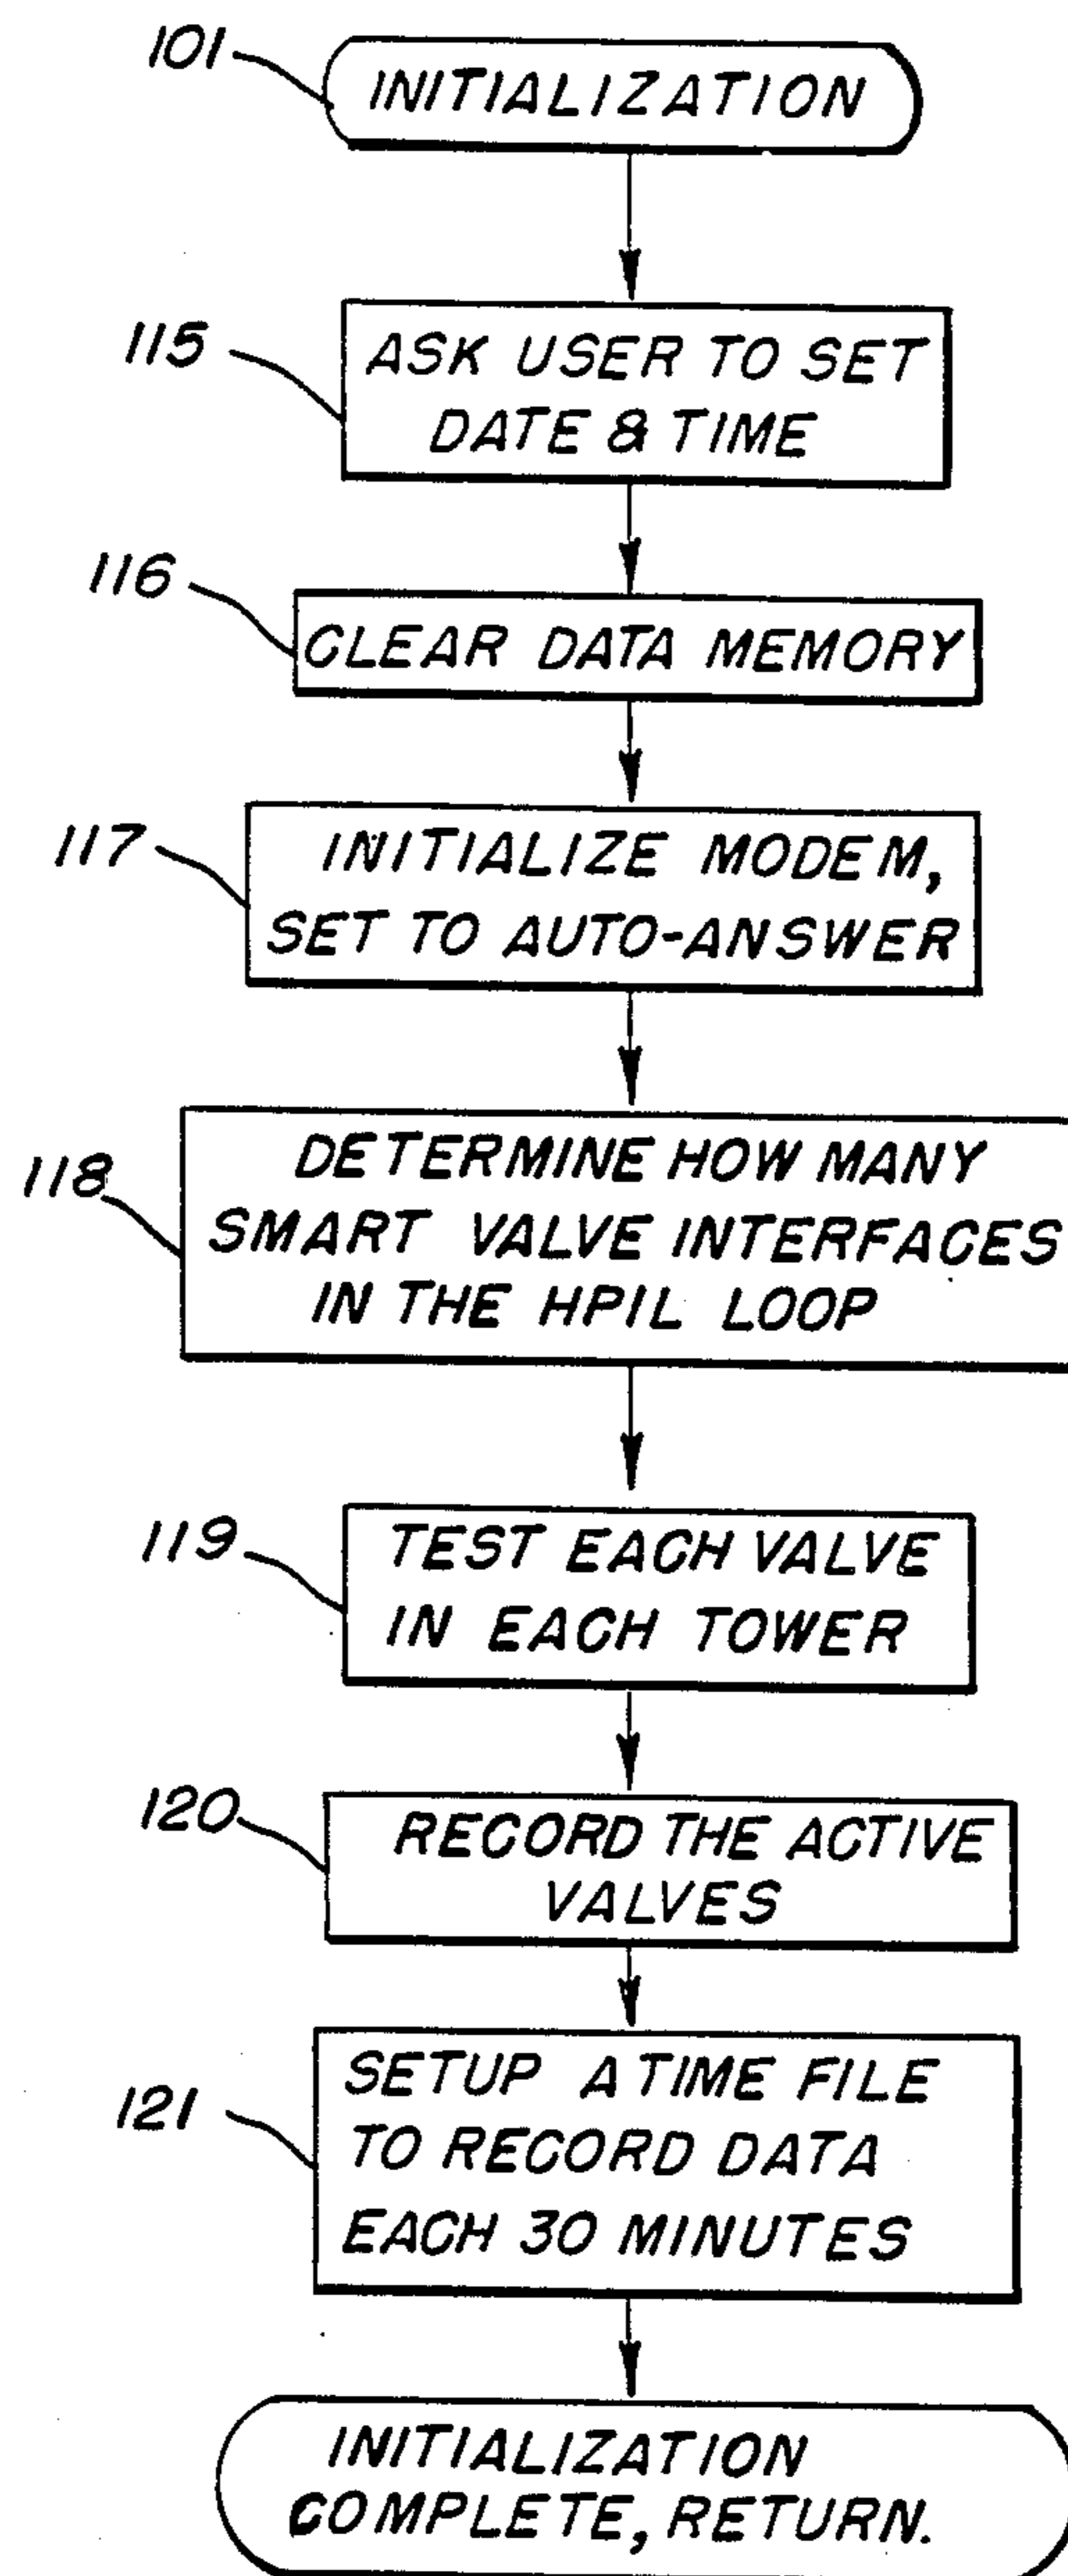 101
INITIALIZATION
115
ASK USER TO SET
DATE & TIME
116
CLEAR DATA MEMORY
117
INITIALIZE MODEM,
SET TO AUTO-ANSWER
118
DETERMINE HOW MANY
SMART VALVE INTERFACES
IN THE HPIL LOOP
119
TEST EACH VALVE
IN EACH TOWER
120
RECORD THE ACTIVE
VALVES
121
SETUP A TIME FILE
TO RECORD DATA
EACH 30 MINUTES
INITIALIZATION
COMPLETE, RETURN.